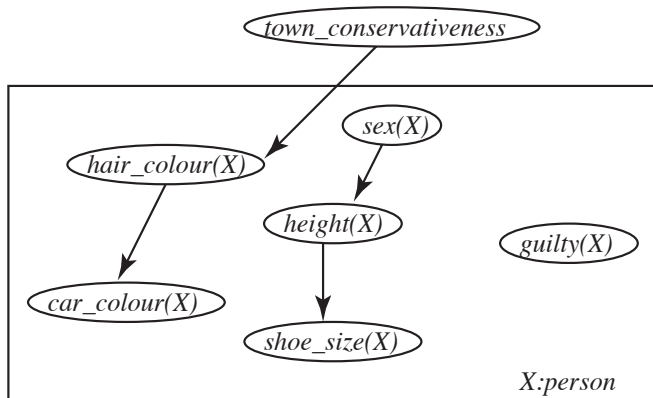 town_conservativeness
sex(X)
hair_colour(X)
height(X)
guilty(X)
car_colour(X)
shoe_size(X)
X:person